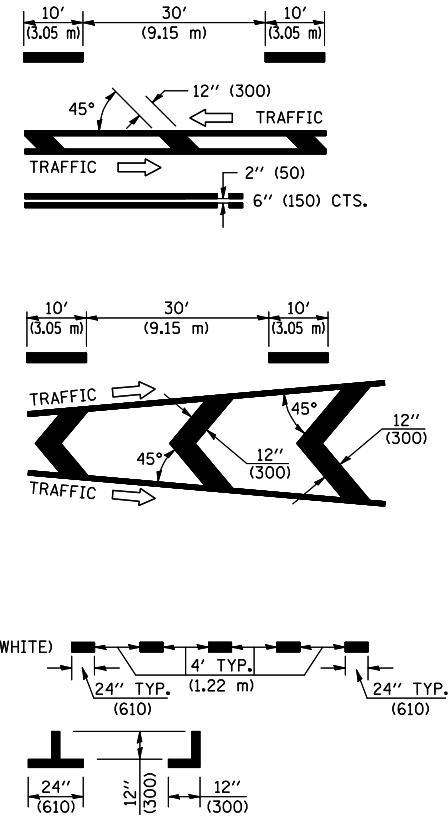 10' 30' 10'
(3.05 m) (9.15 m) (3.05 m)
12" (300)
45°
TRAFFIC
TRAFFIC
2" (50)
6" (150) CTS.
10' 30' 10'
(3.05 m) (9.15 m) (3.05 m)
TRAFFIC
45°
12"
(300)
45°
12"
(300)
TRAFFIC
WHITE)
4' TYP.
(1.22 m)
24" TYP.
(610)
24" TYP.
(610)
24"
(610)
12"
(300)
12"
(300)